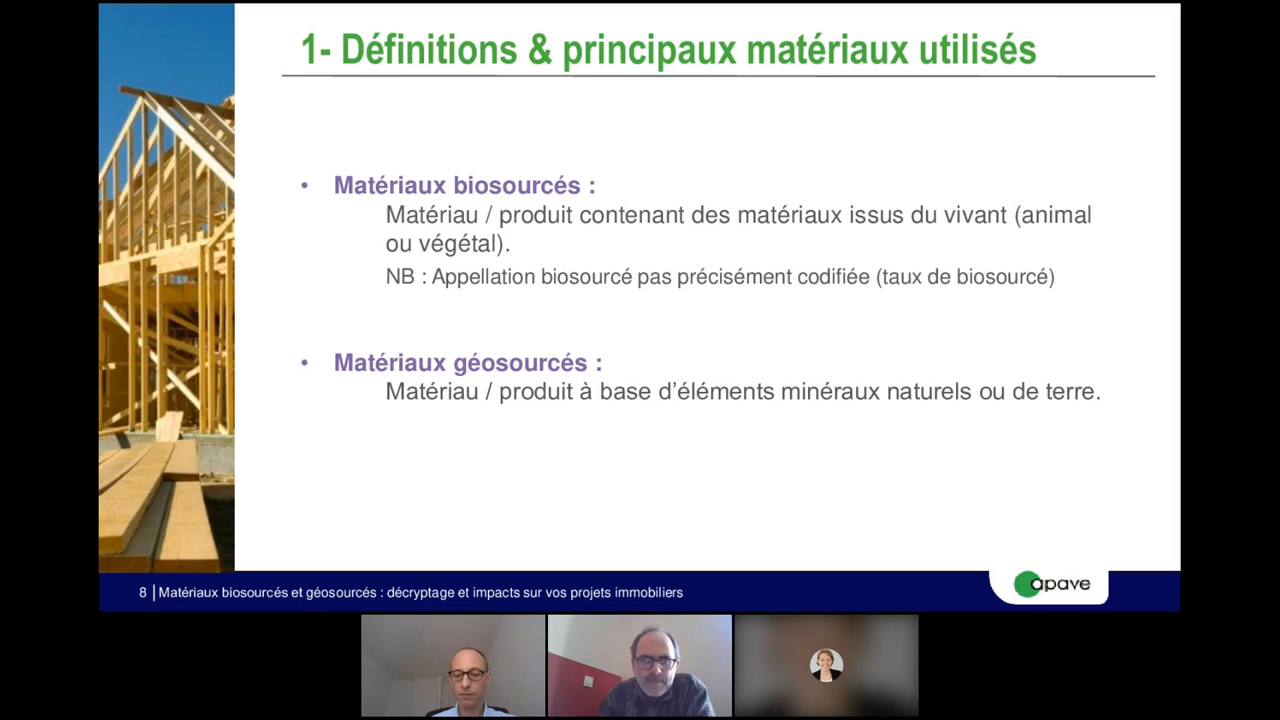 1- Définitions & principaux matériaux utilisés
• Matériaux biosourcés :
Matériau / produit contenant des matériaux issus du vivant (animal
ou végétal).
NB : Appellation biosourcé pas précisément codifiée (taux de biosourcé)
• Matériaux géosourcés :
Matériau / produit à base d’éléments minéraux naturels ou de terre.
8 | Matériaux biosourcés et géosourcés : décryptage et impacts sur vos projets immobiliers
apave